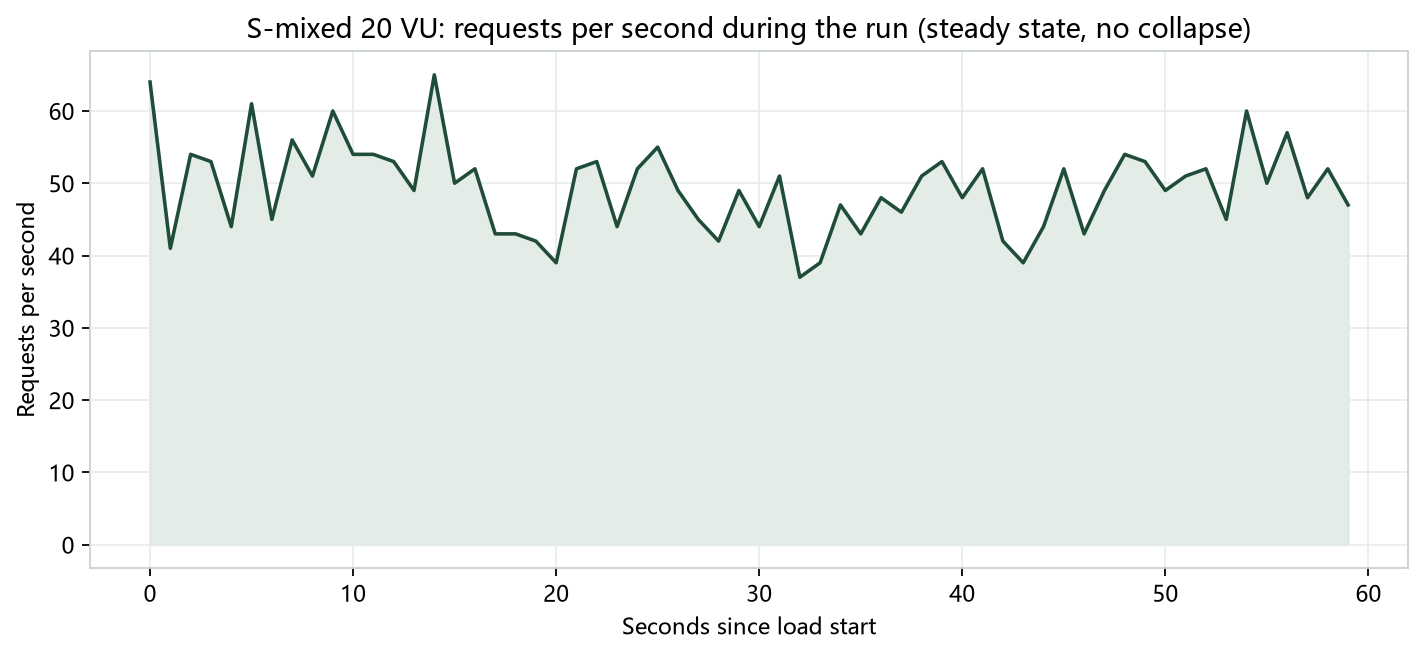 S-mixed 20 VU: requests per second during the run (steady state, no collapse)
Requests per second
60
50
40
30
20
10
0
0 10 20 30 40 50 60
Seconds since load start